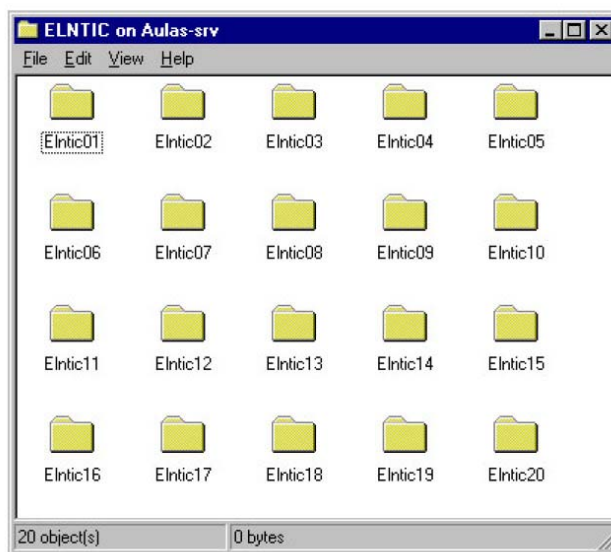 ELNTIC on Aulas-srv
File Edit View Help
Elntic01 Elntic02 Elntic03 Elntic04 Elntic05
Elntic06 Elntic07 Elntic08 Elntic09 Elntic10
Elntic11 Elntic12 Elntic13 Elntic14 Elntic15
Elntic16 Elntic17 Elntic18 Elntic19 Elntic20
20 object(s) 0 bytes